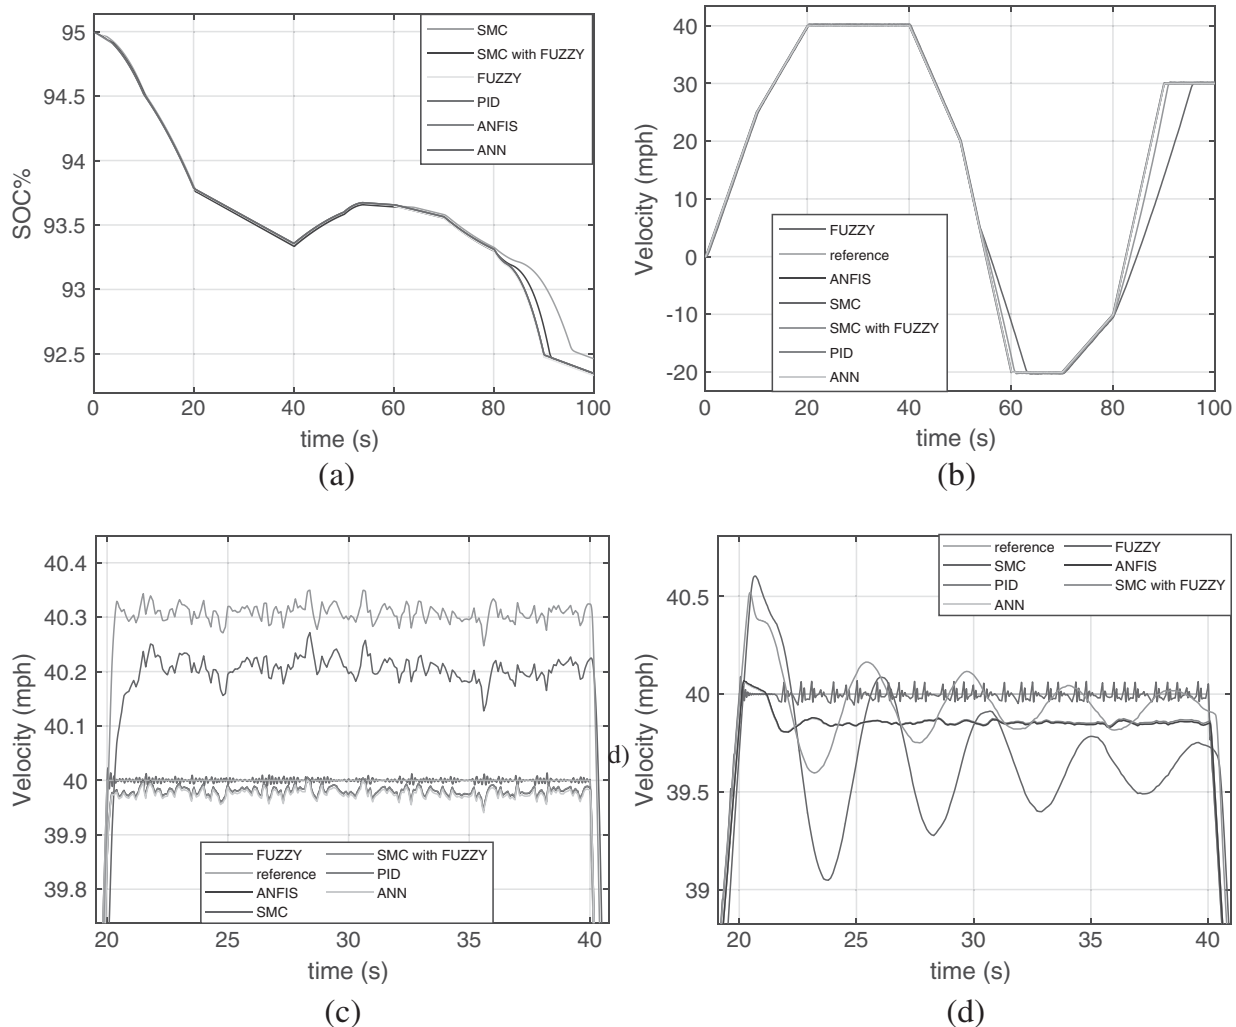 SMC
SMC with FUZZY
FUZZY
PID
ANFIS
ANN
95
94.5
94
93.5
93
92.5
SOC%
0 20 40 60 80 100
time (s)
(a)
40
30
20
10
0
-10
-20
Velocity (mph)
FUZZY
reference
ANFIS
SMC
SMC with FUZZY
PID
ANN
0 20 40 60 80 100
time (s)
(b)
40.4
40.3
40.2
40.1
40
39.9
39.8
Velocity (mph)
FUZZY SMC with FUZZY
reference PID
ANFIS ANN
SMC
20 25 30 35 40
time (s)
(c)
d)
reference FUZZY
SMC ANFIS
PID SMC with FUZZY
ANN
40.5
40
39.5
39
Velocity (mph)
20 25 30 35 40
time (s)
(d)